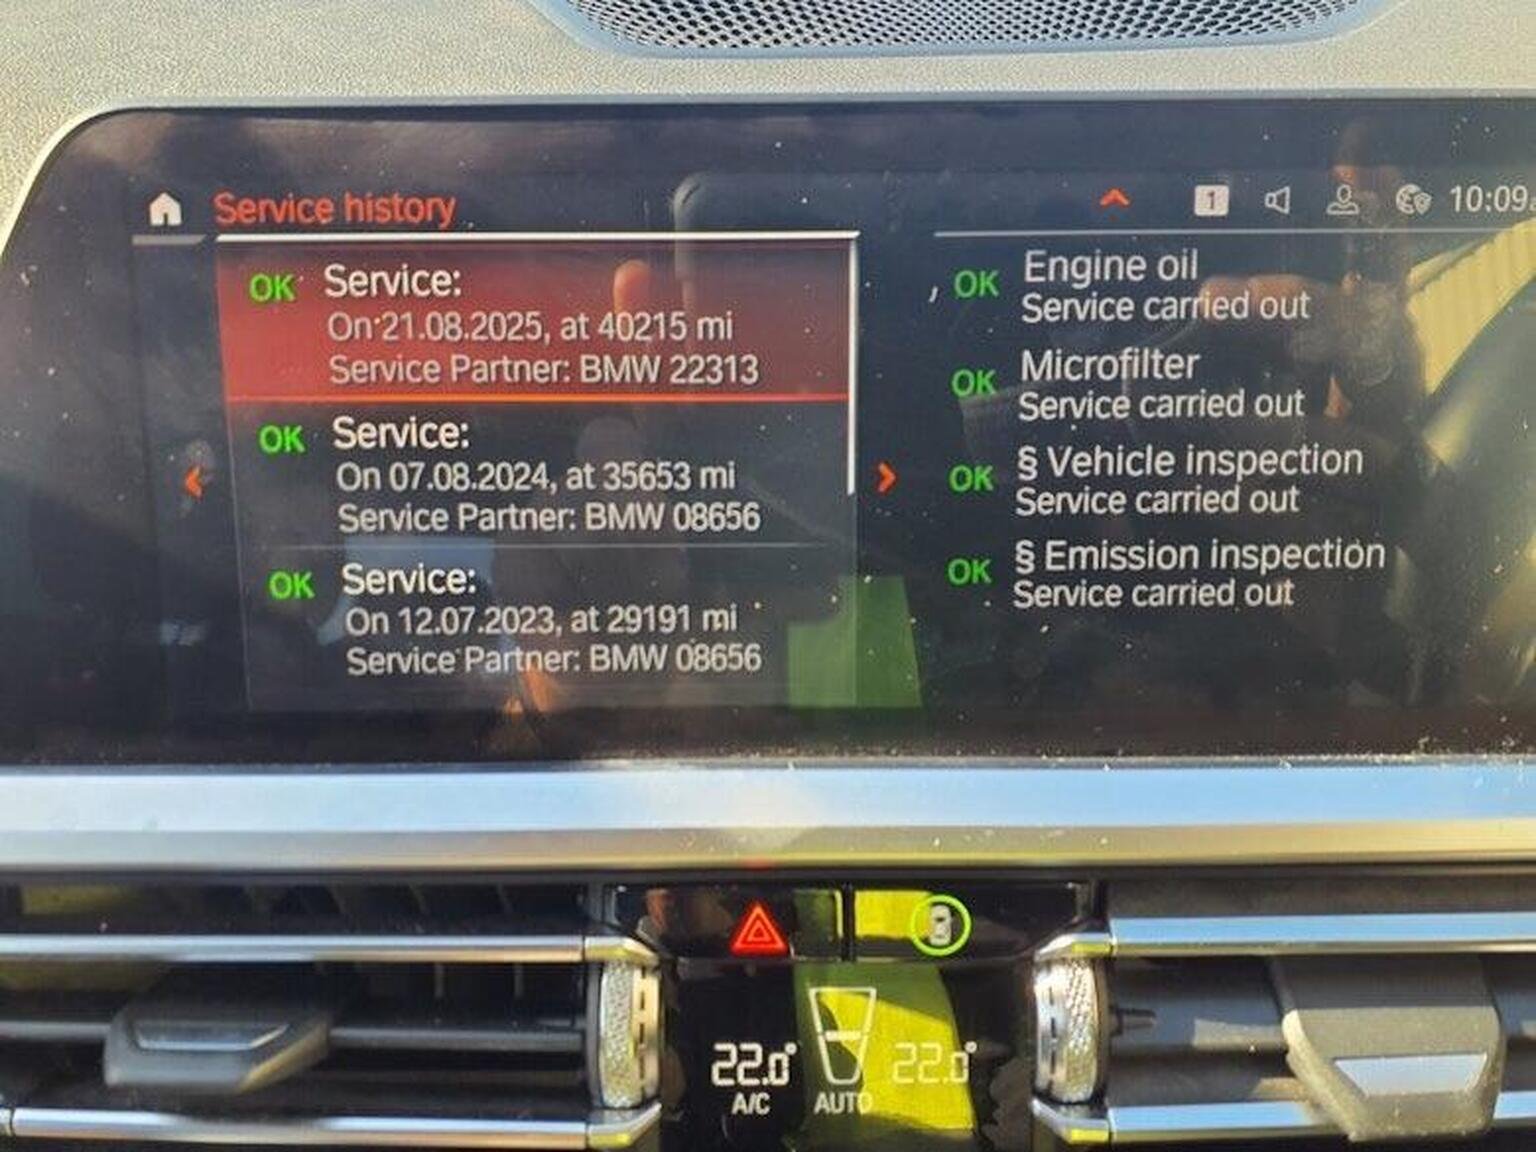 Service history
1
10:09
OK Service:
On 21.08.2025, at 40215 mi
Service Partner: BMW 22313
OK Service:
On 07.08.2024, at 35653 mi
Service Partner: BMW 08656
OK Service:
On 12.07.2023, at 29191 mi
Service Partner: BMW 08656
OK Engine oil
Service carried out
OK Microfilter
Service carried out
OK § Vehicle inspection
Service carried out
OK § Emission inspection
Service carried out
22.0° 22.0°
A/C AUTO